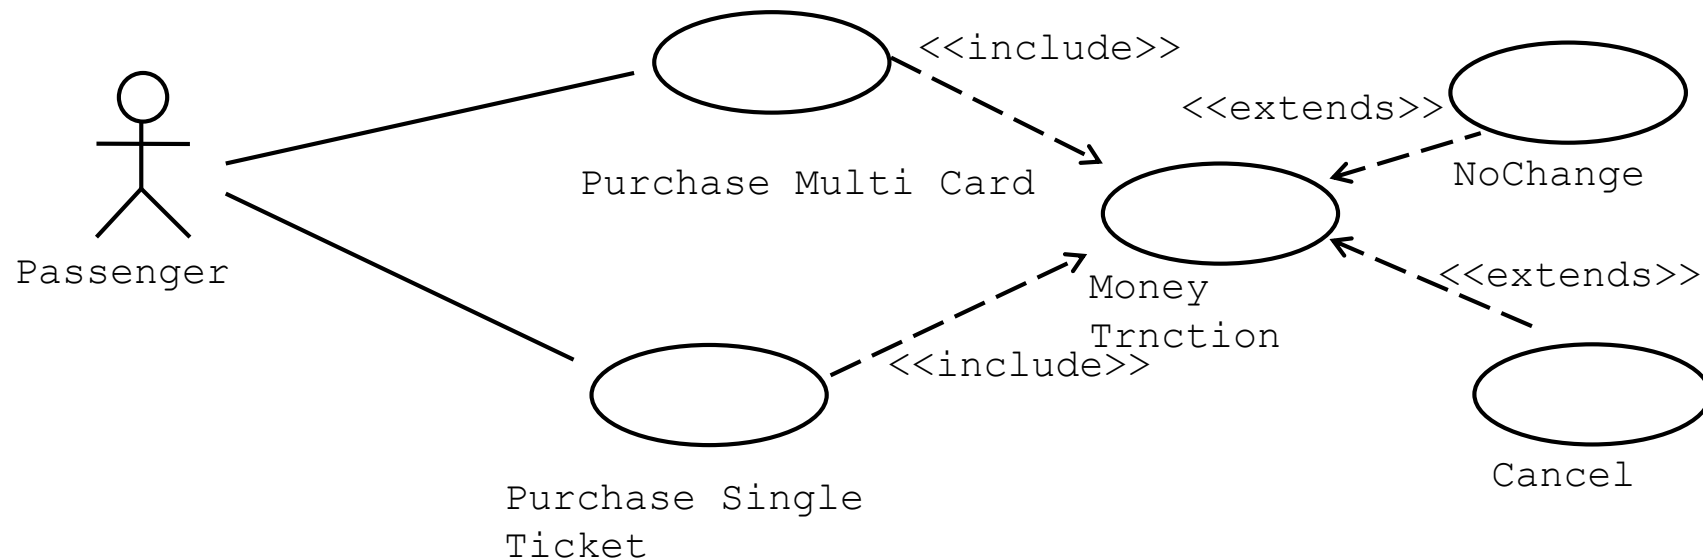 <<include>>
<<extends>>
Purchase Multi Card
NoChange
Passenger
<<extends>>
Money
Trnction
<<include>>
Cancel
Purchase Single
Ticket